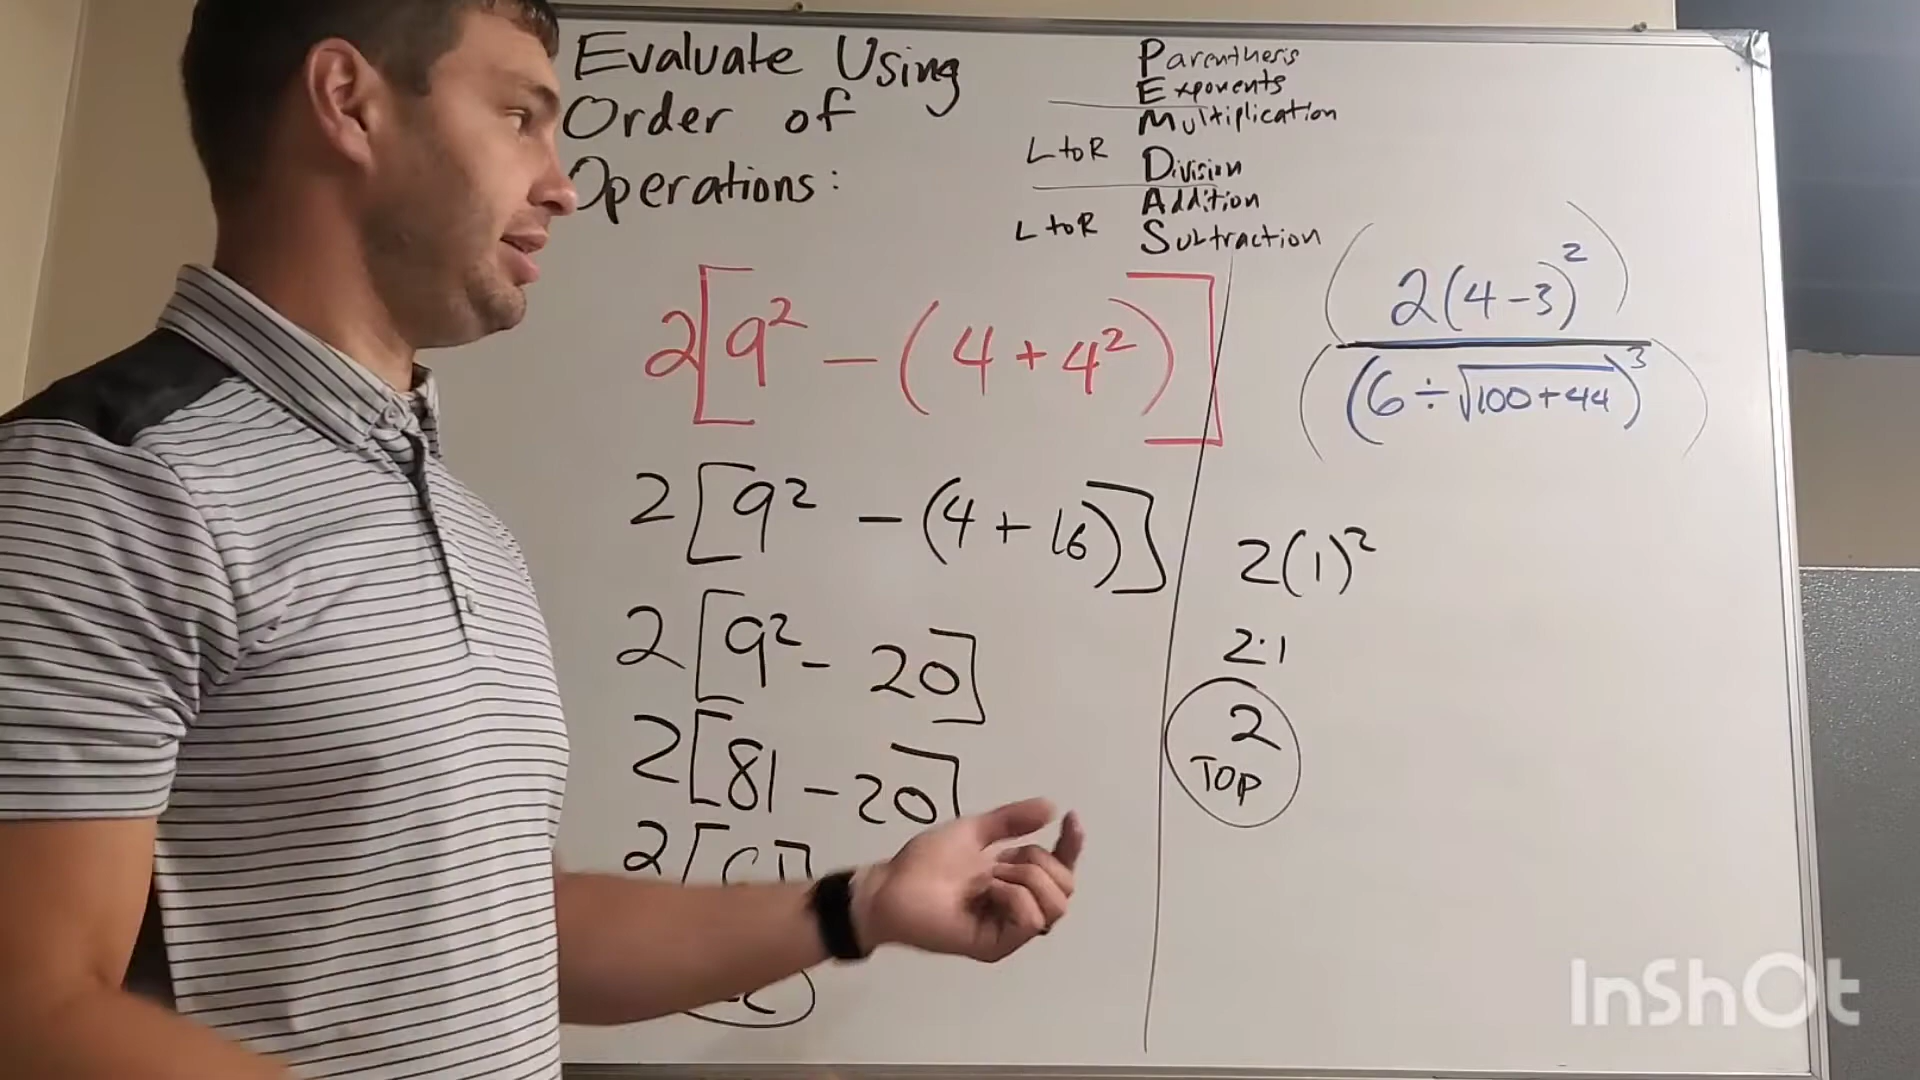 Evaluate Using
Order of
Operations:
Parenthesis
Exponents
Multiplication
L to R Division
Addition
L to R Subtraction
2[9² − (4 + 4²)]
2[9² − (4 + 16)]
2[9² − 20]
2[81 − 20]
2[61]
(2(4−3)²)
((6 ÷ √100+44)³)
2(1)²
2·1
2
TOP
InShOt